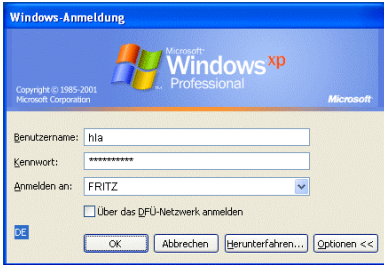 Windows-Anmeldung
Microsoft
Windows xp
Professional
Copyright © 1985-2001
Microsoft Corporation
Microsoft
Benutzername: hla
Kennwort: **********
Anmelden an: FRITZ
Über das DFÜ-Netzwerk anmelden
DE
OK Abbrechen Herunterfahren... Optionen <<